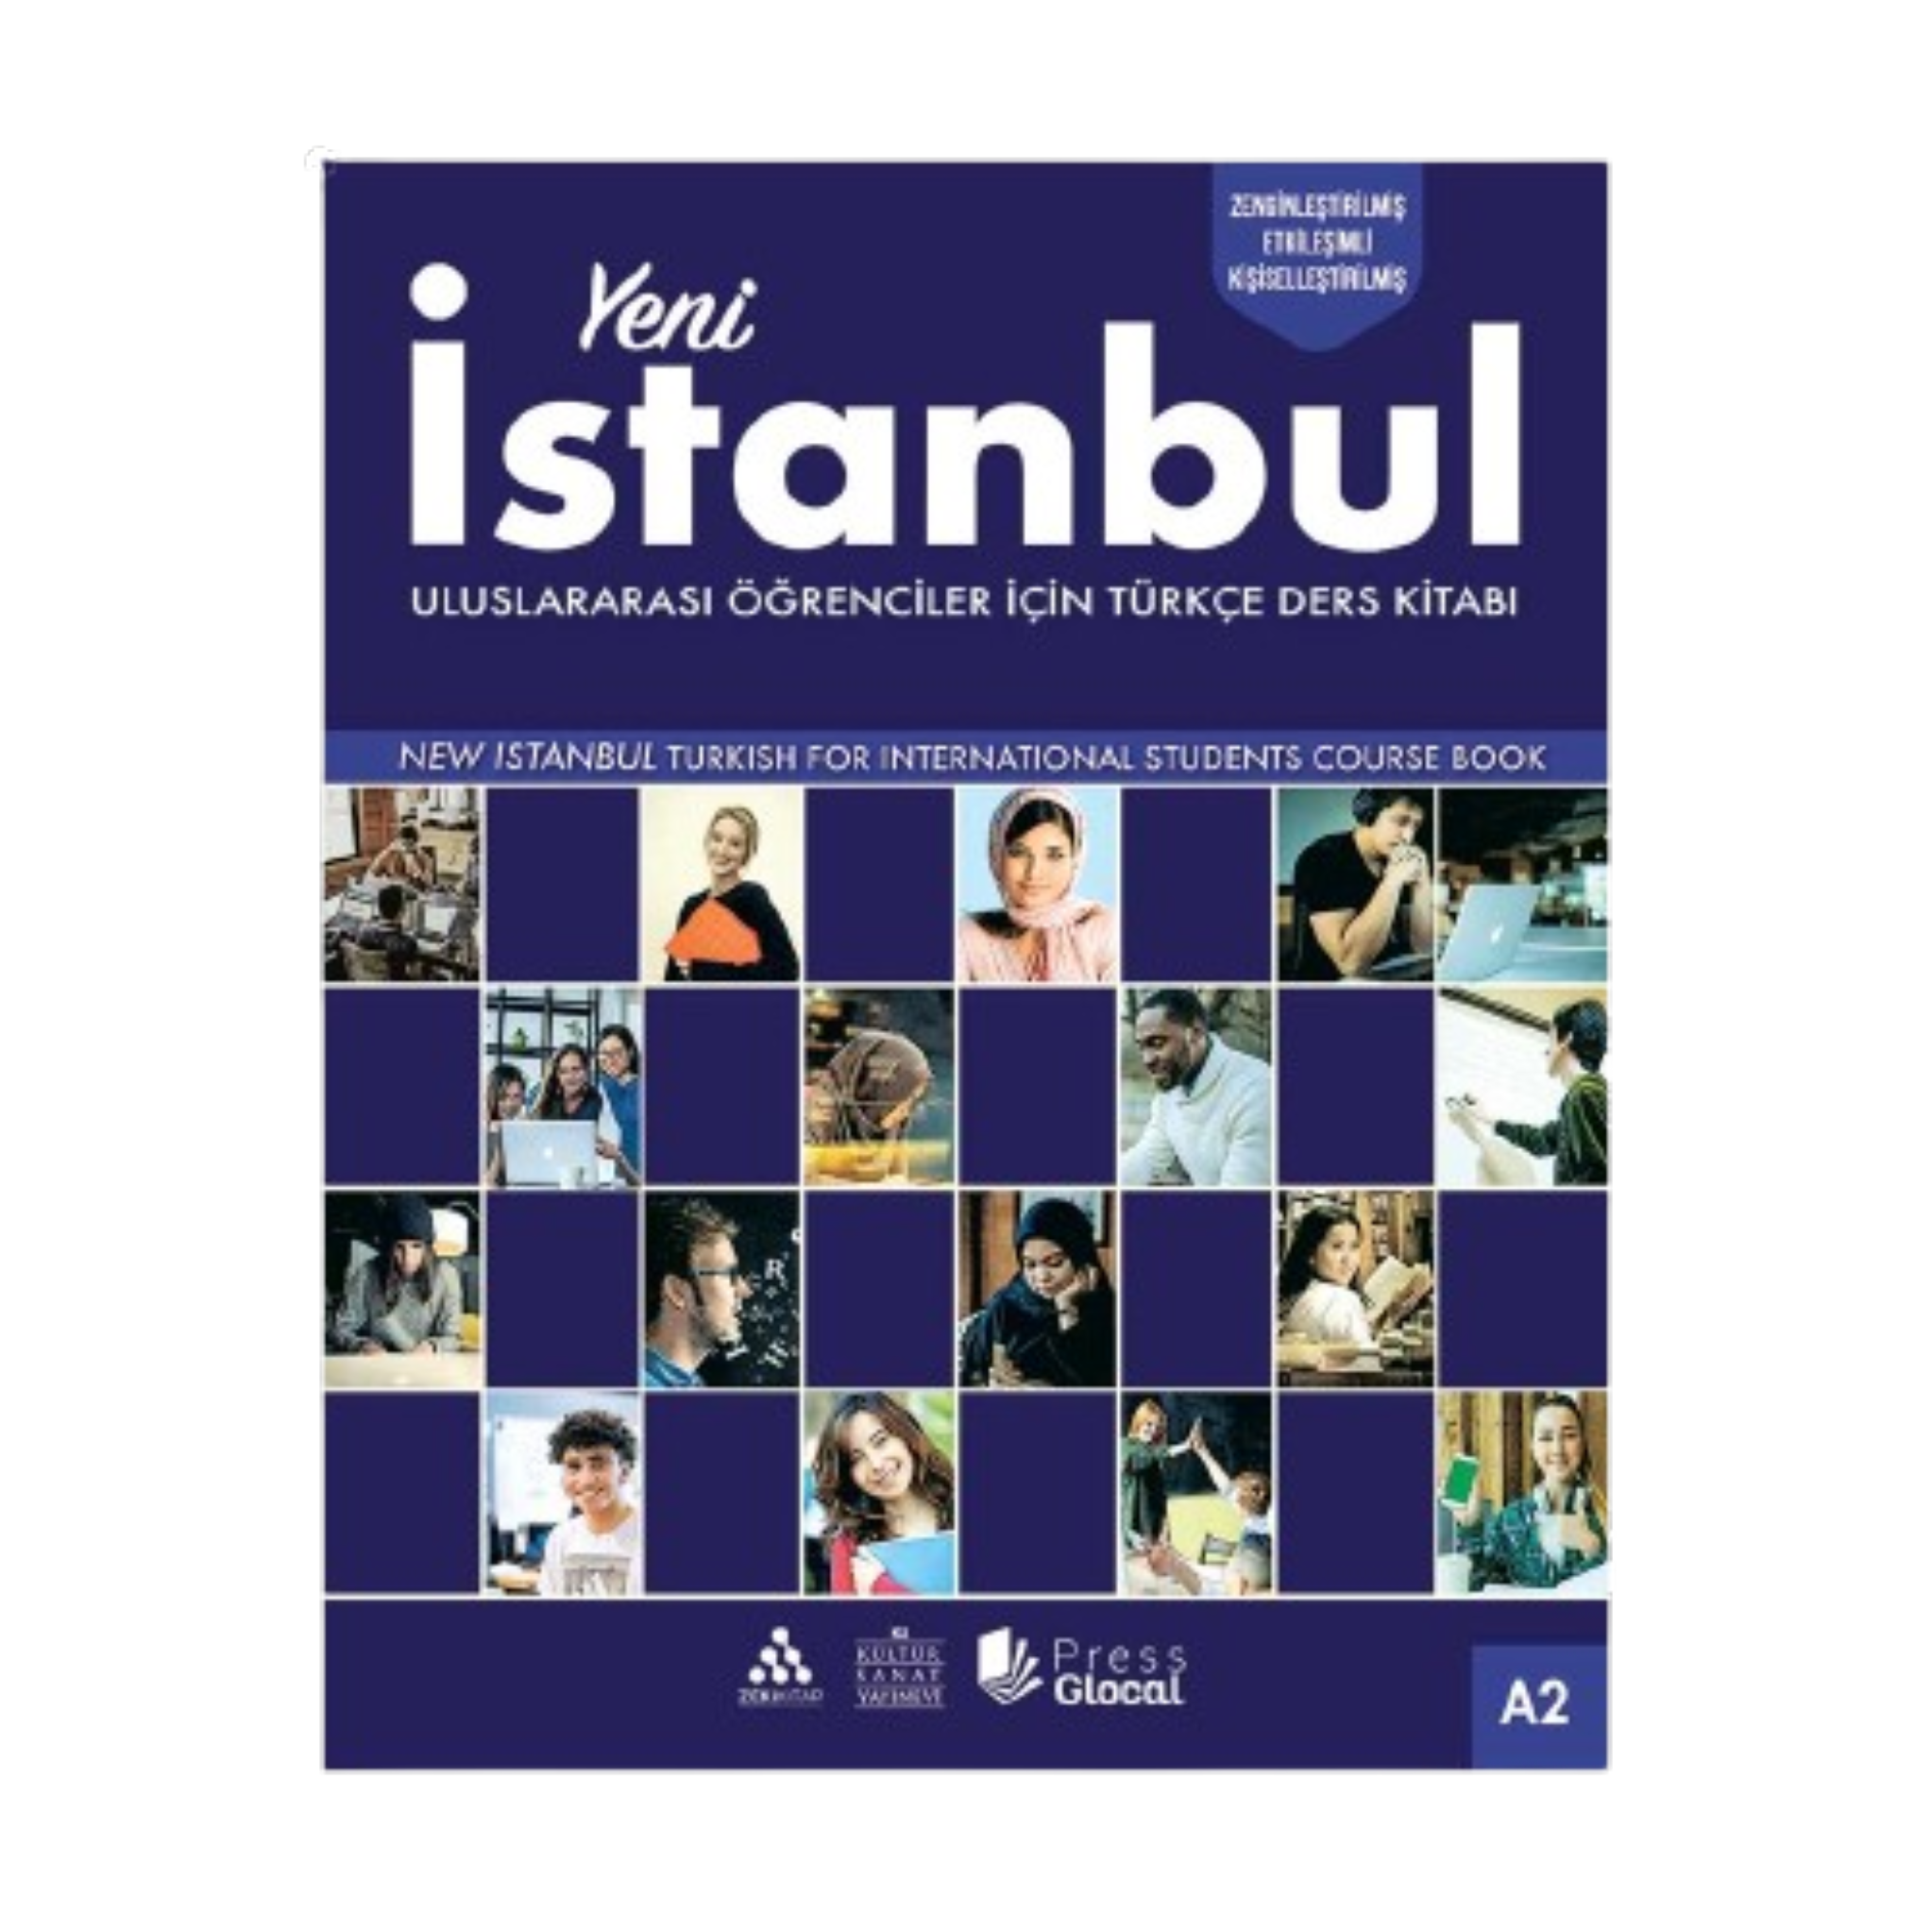 ZENGİNLEŞTİRİLMİŞ
ETKİLEŞİMLİ
KİŞİSELLEŞTİRİLMİŞ
Yeni
istanbul
ULUSLARARASI ÖĞRENCİLER İÇİN TÜRKÇE DERS KİTABI
NEW ISTANBUL TURKISH FOR INTERNATIONAL STUDENTS COURSE BOOK
R
KÜLTÜR
SANAT
YAYINEVİ
Press
Glocal
A2